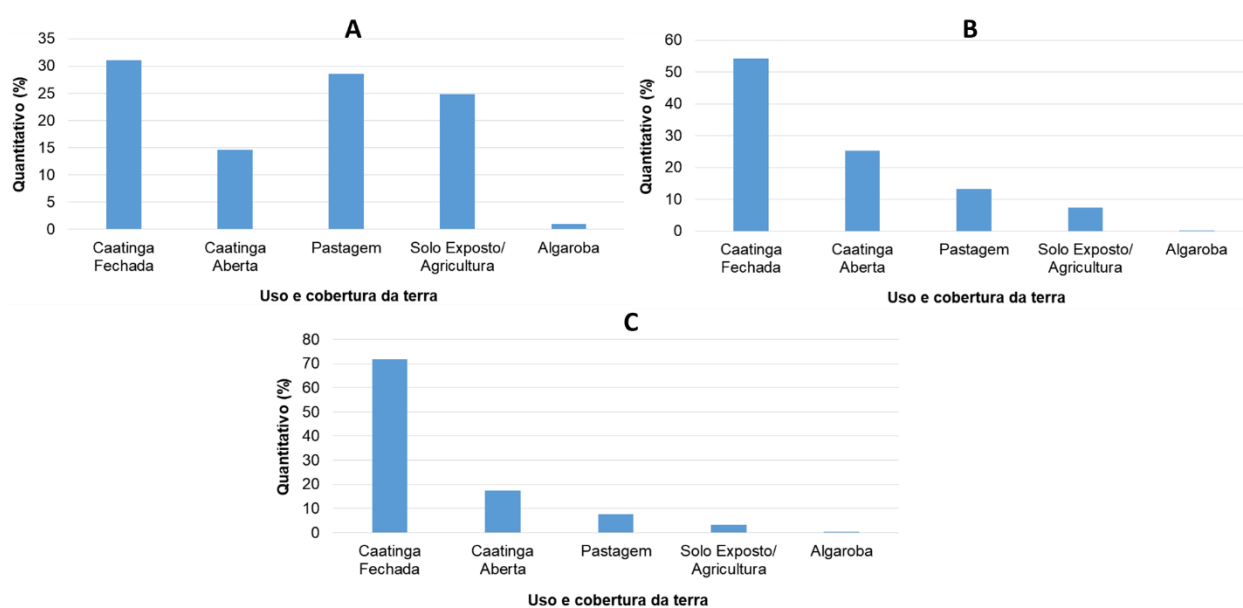 A
Quantitativo (%)
35
30
25
20
15
10
5
0
Caatinga
Fechada
Caatinga
Aberta
Pastagem
Solo Exposto/
Agricultura
Algaroba
Uso e cobertura da terra
B
Quantitativo (%)
60
50
40
30
20
10
0
Caatinga
Fechada
Caatinga
Aberta
Pastagem
Solo Exposto/
Agricultura
Algaroba
Uso e cobertura da terra
C
Quantitativo (%)
80
70
60
50
40
30
20
10
0
Caatinga
Fechada
Caatinga
Aberta
Pastagem
Solo Exposto/
Agricultura
Algaroba
Uso e cobertura da terra